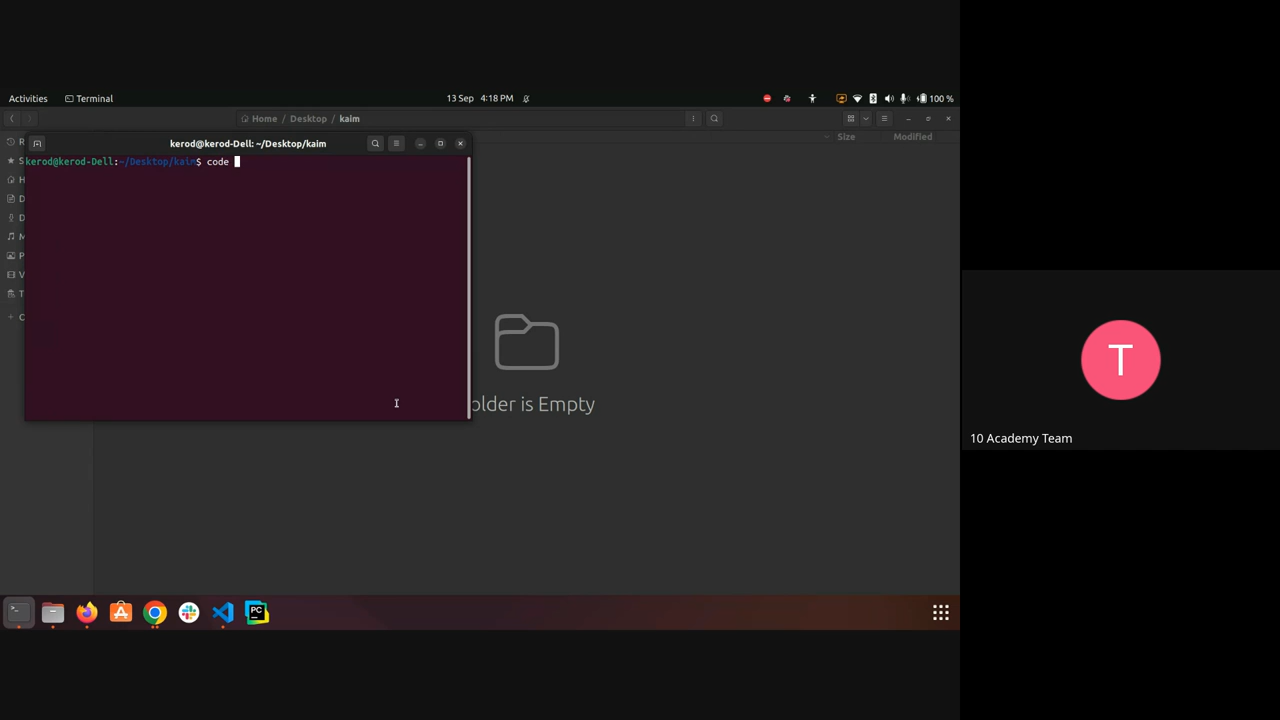 Activities
Terminal
13 Sep 4:18 PM
100 %
Home / Desktop / kaim
Size
Modified
kerod@kerod-Dell: ~/Desktop/kaim
kerod@kerod-Dell:~/Desktop/kaim$ code
R
S
H
D
D
M
P
V
T
+ C
older is Empty
T
10 Academy Team
PC